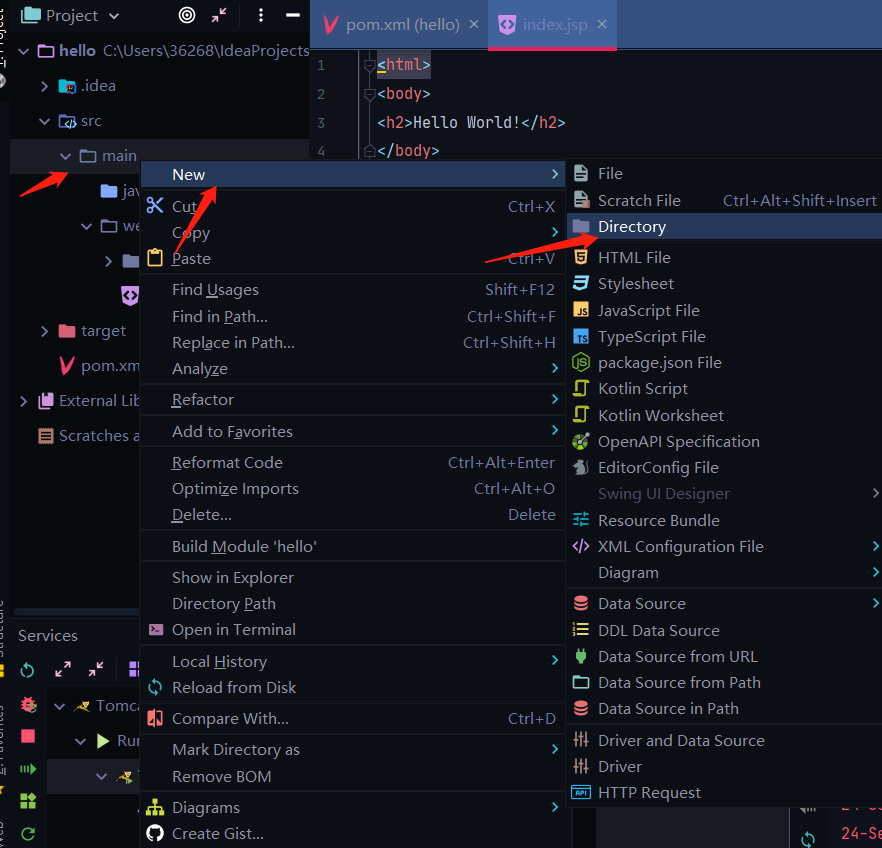 Project
pom.xml (hello)
index.jsp
hello C:\Users\36268\IdeaProjects
.idea
src
main
we
target
pom.xm
External Lib
Scratches a
1 <html>
2 <body>
3 <h2>Hello World!</h2>
4 </body>
New
Cut Ctrl+X
Copy
Paste Ctrl+V
Find Usages Shift+F12
Find in Path... Ctrl+Shift+F
Replace in Path... Ctrl+Shift+H
Analyze
Refactor
Add to Favorites
Reformat Code Ctrl+Alt+Enter
Optimize Imports Ctrl+Alt+O
Delete... Delete
Build Module 'hello'
Show in Explorer
Directory Path
Open in Terminal
Local History
Reload from Disk
Compare With... Ctrl+D
Mark Directory as
Remove BOM
Diagrams
Create Gist...
File
Scratch File Ctrl+Alt+Shift+Insert
Directory
HTML File
Stylesheet
JavaScript File
TypeScript File
package.json File
Kotlin Script
Kotlin Worksheet
OpenAPI Specification
EditorConfig File
Swing UI Designer
Resource Bundle
XML Configuration File
Diagram
Data Source
DDL Data Source
Data Source from URL
Data Source from Path
Data Source in Path
Driver and Data Source
Driver
HTTP Request
Services
Tomca
Run
24-Se